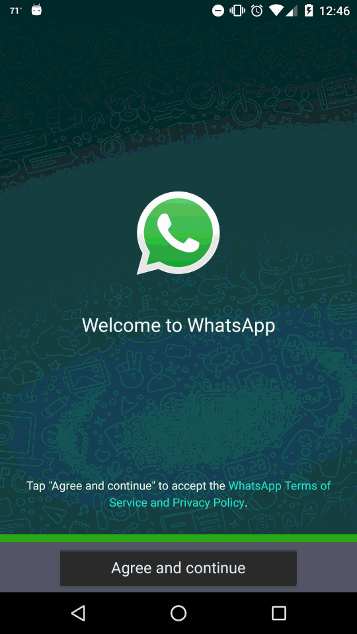 71° 12:46
Welcome to WhatsApp
Tap "Agree and continue" to accept the WhatsApp Terms of
Service and Privacy Policy.
Agree and continue